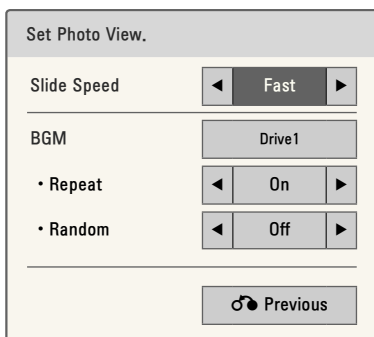 Set Photo View.
Slide Speed ◀ Fast ▶
BGM Drive1
• Repeat ◀ On ▶
• Random ◀ Off ▶
Previous